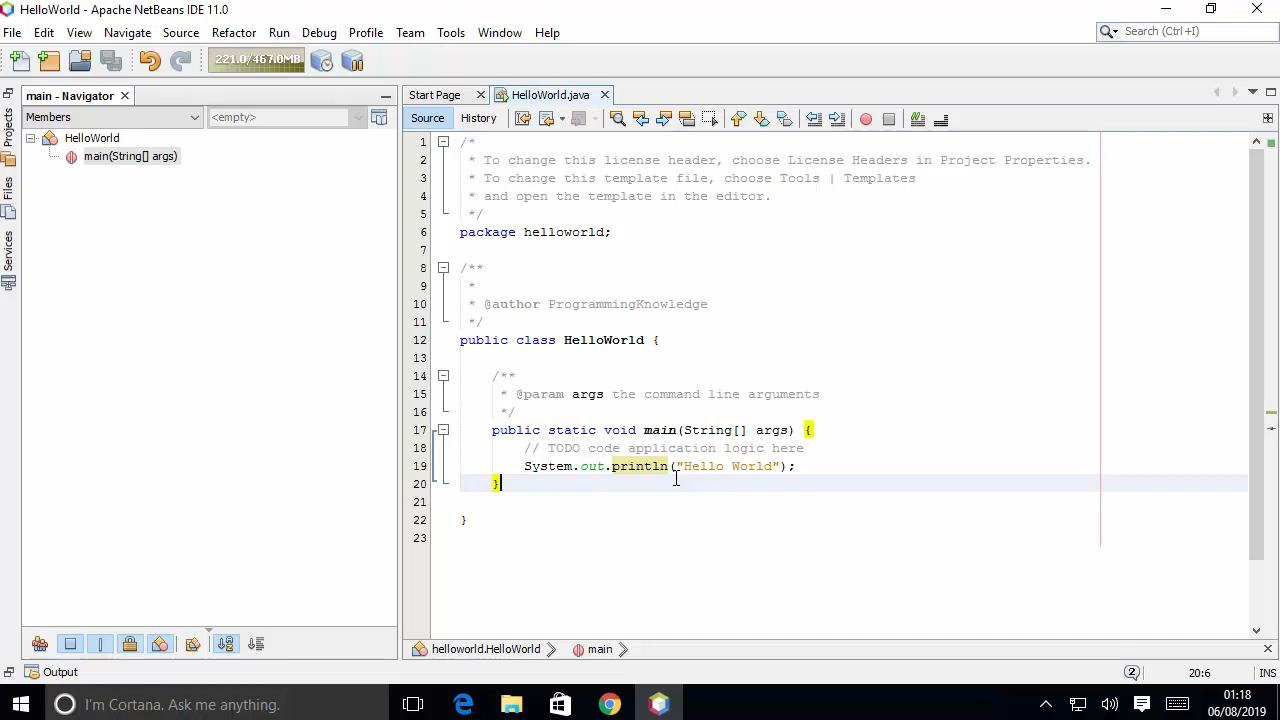 HelloWorld - Apache NetBeans IDE 11.0
File Edit View Navigate Source Refactor Run Debug Profile Team Tools Window Help
Search (Ctrl+I)
221.0/467.0MB
main - Navigator
Members
<empty>
HelloWorld
main(String[] args)
Projects
Files
Services
Start Page
HelloWorld.java
Source
History
1 /*
2 * To change this license header, choose License Headers in Project Properties.
3 * To change this template file, choose Tools | Templates
4 * and open the template in the editor.
5 */
6 package helloworld;
7
8 /**
9 *
10 * @author ProgrammingKnowledge
11 */
12 public class HelloWorld {
13
14 /**
15 * @param args the command line arguments
16 */
17 public static void main(String[] args) {
18 // TODO code application logic here
19 System.out.println("Hello World");
20 }
21
22 }
23
helloworld.HelloWorld
main
Output
2
20:6
INS
I'm Cortana. Ask me anything.
01:18
06/08/2019